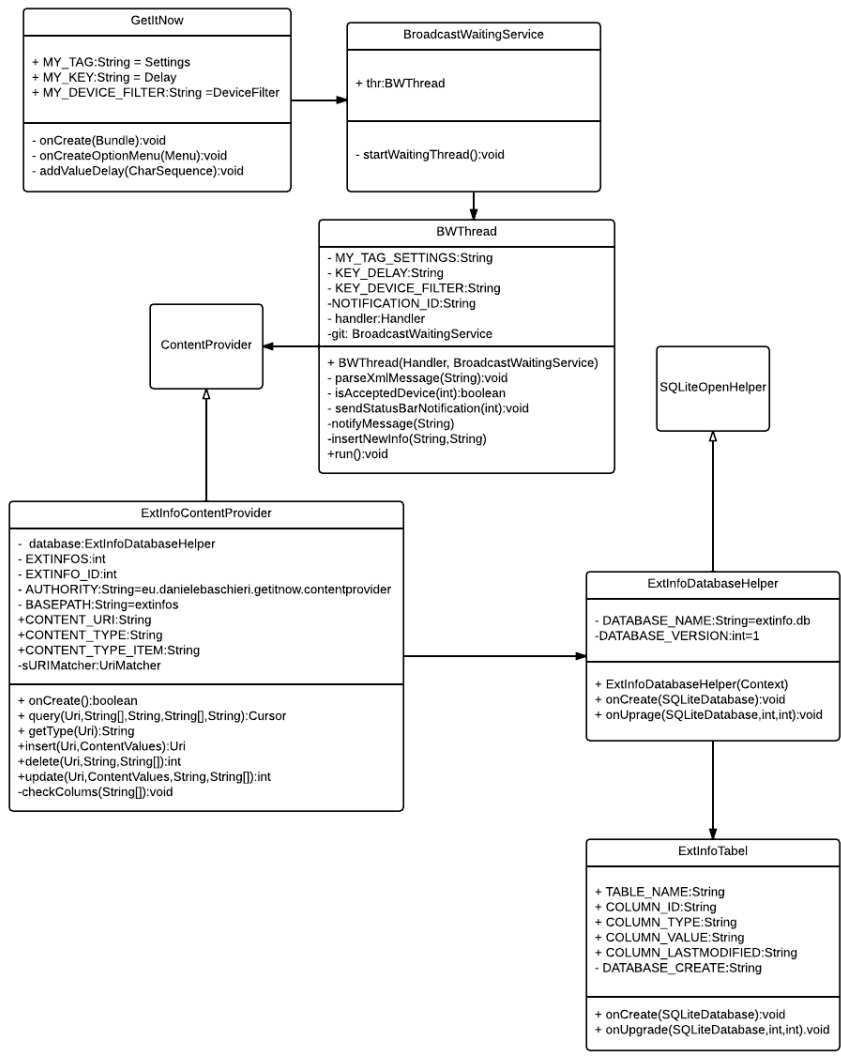 GetItNow
+ MY_TAG:String = Settings
+ MY_KEY:String = Delay
+ MY_DEVICE_FILTER:String =DeviceFilter
- onCreate(Bundle):void
- onCreateOptionMenu(Menu):void
- addValueDelay(CharSequence):void
BroadcastWaitingService
+ thr:BWThread
- startWaitingThread():void
BWThread
- MY_TAG_SETTINGS:String
- KEY_DELAY:String
- KEY_DEVICE_FILTER:String
-NOTIFICATION_ID:String
- handler:Handler
-git: BroadcastWaitingService
+ BWThread(Handler, BroadcastWaitingService)
- parseXmlMessage(String):void
- isAcceptedDevice(int):boolean
- sendStatusBarNotification(int):void
-notifyMessage(String)
-insertNewInfo(String,String)
+run():void
ContentProvider
SQLiteOpenHelper
ExtInfoContentProvider
- database:ExtInfoDatabaseHelper
- EXTINFOS:int
- EXTINFO_ID:int
- AUTHORITY:String=eu.danielebaschieri.getitnow.contentprovider
- BASEPATH:String=extinfos
+CONTENT_URI:String
+CONTENT_TYPE:String
+CONTENT_TYPE_ITEM:String
-sURIMatcher:UriMatcher
+ onCreate():boolean
+ query(Uri,String[],String,String[],String):Cursor
+ getType(Uri):String
+insert(Uri,ContentValues):Uri
+delete(Uri,String,String[]):int
+update(Uri,ContentValues,String,String[]):int
-checkColums(String[]):void
ExtInfoDatabaseHelper
- DATABASE_NAME:String=extinfo.db
-DATABASE_VERSION:int=1
+ ExtInfoDatabaseHelper(Context)
+ onCreate(SQLiteDatabase):void
+ onUprage(SQLiteDatabase,int,int):void
ExtInfoTabel
+ TABLE_NAME:String
+ COLUMN_ID:String
+ COLUMN_TYPE:String
+ COLUMN_VALUE:String
+ COLUMN_LASTMODIFIED:String
- DATABASE_CREATE:String
+ onCreate(SQLiteDatabase):void
+ onUpgrade(SQLiteDatabase,int,int).void